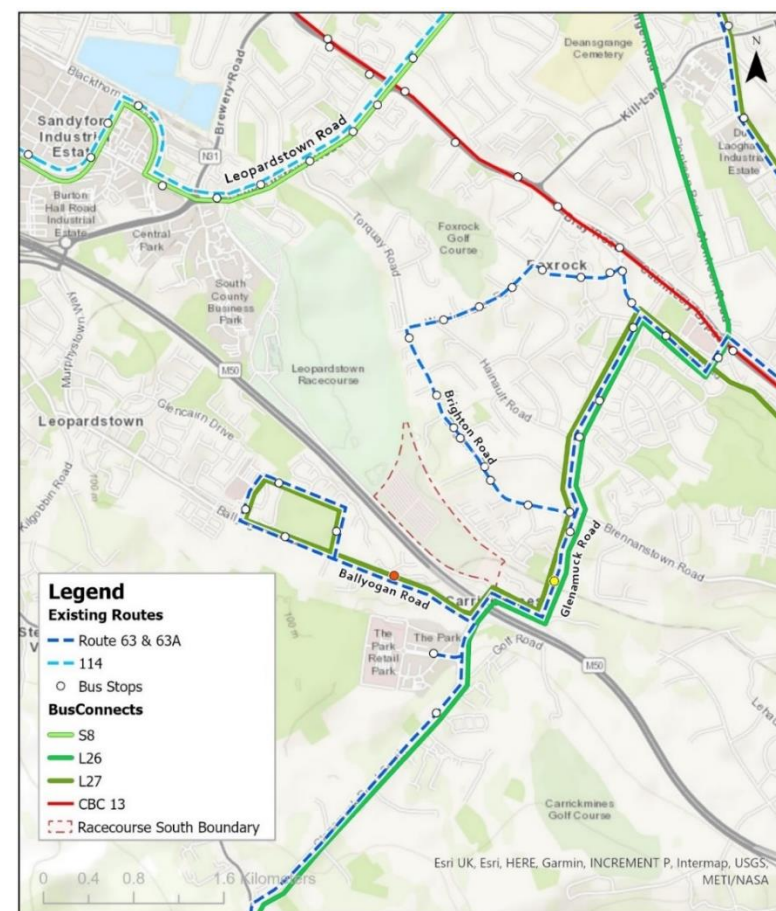 Deansgrange
Cemetery
N
Blackthorn
Brewery Road
Kill-Lane
Sandyford
Industrial
Estate
Leopardstown Road
N31
Industrial
Estate
Burton
Hall Road
Industrial
Estate
Central
Park
Torquay Road
Foxrock
Golf
Course
Foxrock
South
County
Business
Park
Murphystown Way
M50
Leopardstown
Racecourse
Hainault Road
Leopardstown
Glencairn Drive
Brighton Road
Kilgobbin Road
100 m
Brennanstown Road
Glenamuck Road
Ballyogan Road
Carrickmines
Golf Road
The
Park
Retail
Park
The Park
M50
100 m
Legend
Existing Routes
Route 63 & 63A
114
Bus Stops
BusConnects
S8
L26
L27
CBC 13
Racecourse South Boundary
Carrickmines
Golf Course
Esri UK, Esri, HERE, Garmin, INCREMENT P, Intermap, USGS,
METI/NASA
0 0.4 0.8 1.6 Kilometers